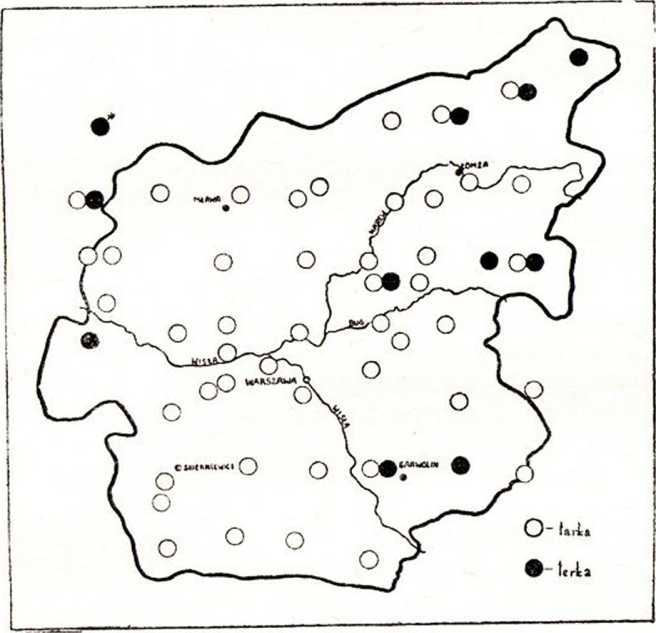 ŁOMŻA
MŁAWA
NAREW
BUG
WISŁA
WARSZAWA
WISŁA
SKIERNIEWICE
GARWOLIN
- tarka
- terka